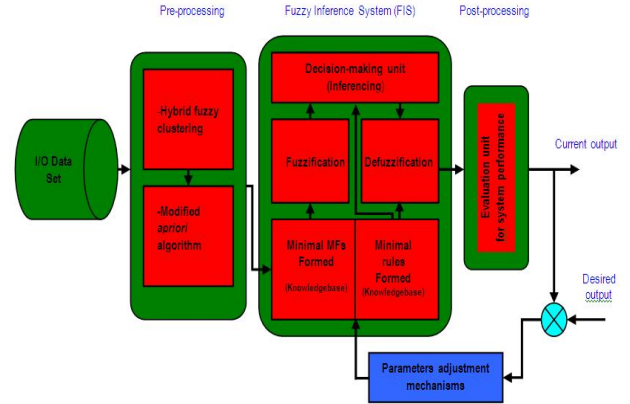 Pre-processing
Fuzzy Inference System (FIS)
Post-processing
I/O Data
Set
-Hybrid fuzzy
clustering
-Modified
apriori
algorithm
Decision-making unit
(Inferencing)
Fuzzification
Defuzzification
Minimal MFs
Formed
(Knowledgebase)
Minimal
rules
Formed
(Knowledgebase)
Evaluation unit
for system performance
Current output
Desired
output
Parameters adjustment
mechanisms